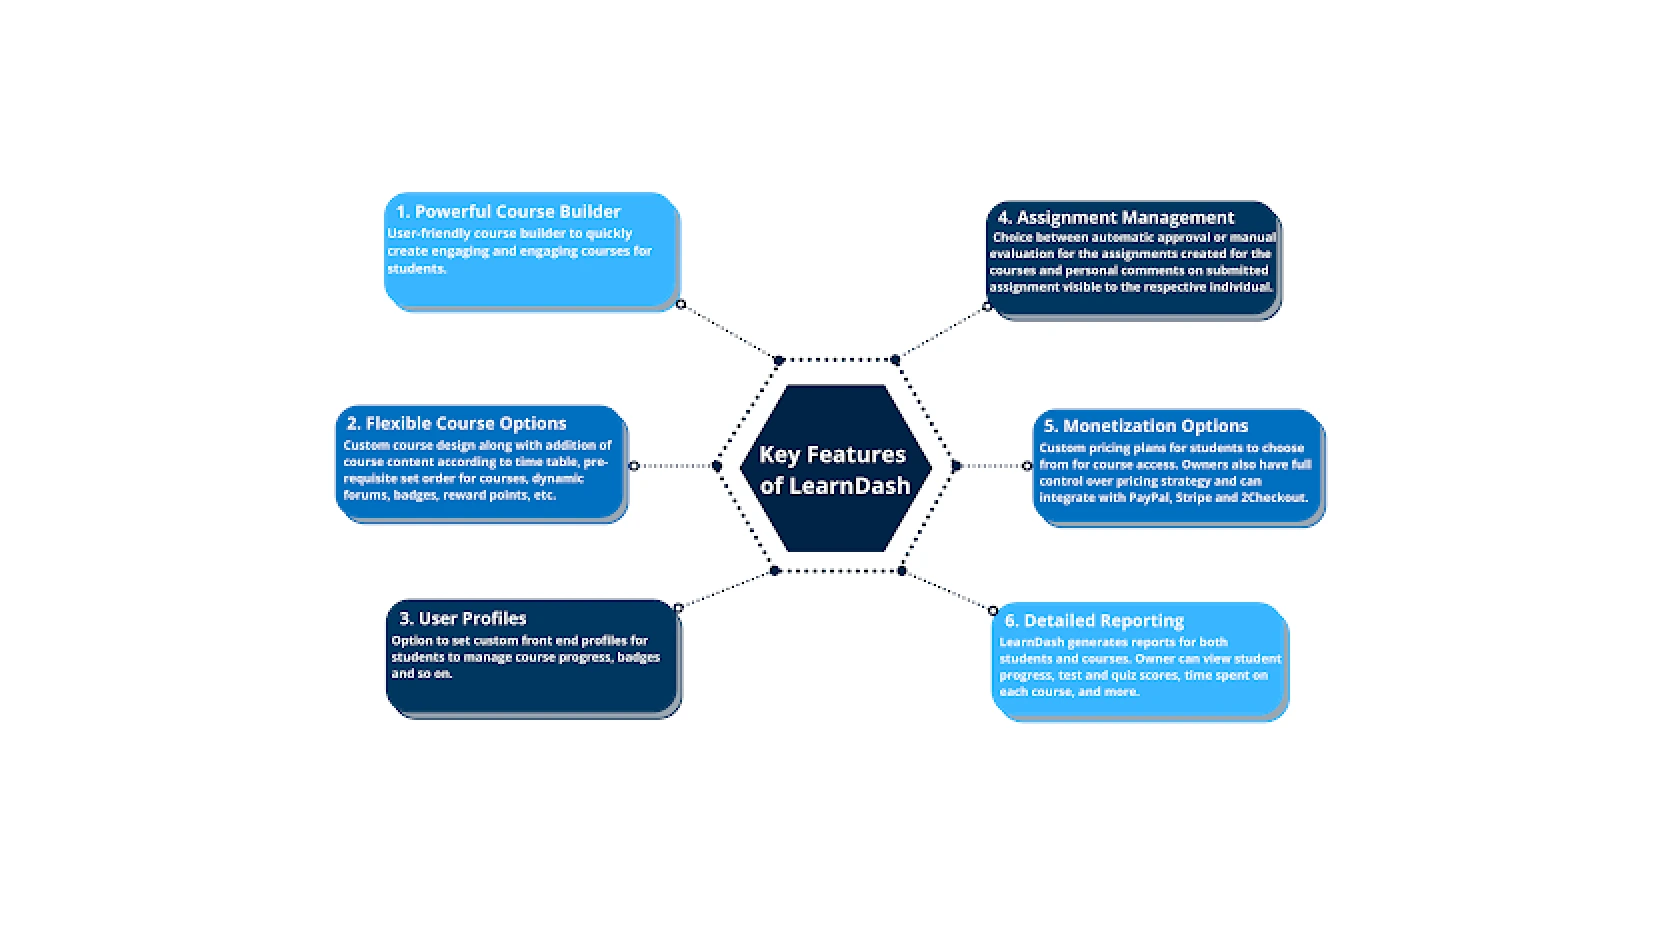 1. Powerful Course Builder
User-friendly course builder to quickly
create engaging and engaging courses for
students.
2. Flexible Course Options
Custom course design along with addition of
course content according to time table, pre-
requisite set order for courses, dynamic
forums, badges, reward points, etc.
3. User Profiles
Option to set custom front end profiles for
students to manage course progress, badges
and so on.
Key Features
of LearnDash
4. Assignment Management
Choice between automatic approval or manual
evaluation for the assignments created for the
courses and personal comments on submitted
assignment visible to the respective individual.
5. Monetization Options
Custom pricing plans for students to choose
from for course access. Owners also have full
control over pricing strategy and can
integrate with PayPal, Stripe and 2Checkout.
6. Detailed Reporting
LearnDash generates reports for both
students and courses. Owner can view student
progress, test and quiz scores, time spent on
each course, and more.